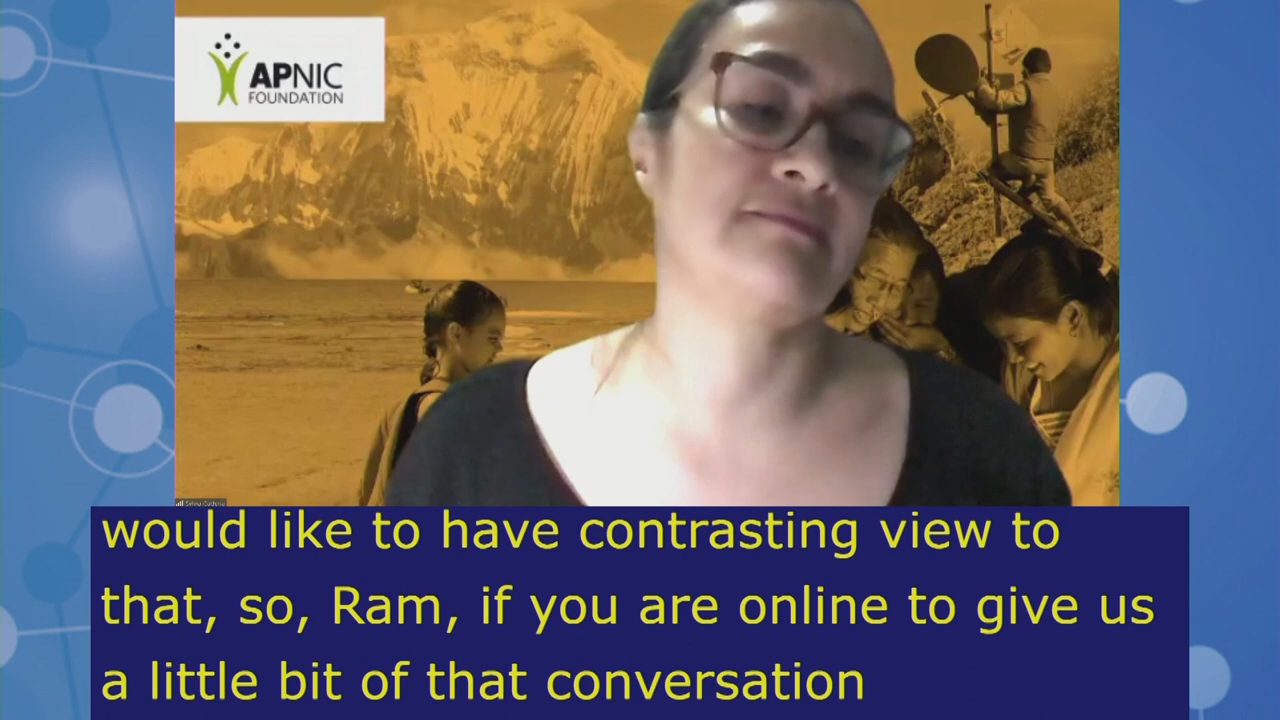 APNIC
FOUNDATION
would like to have contrasting view to
that, so, Ram, if you are online to give us
a little bit of that conversation